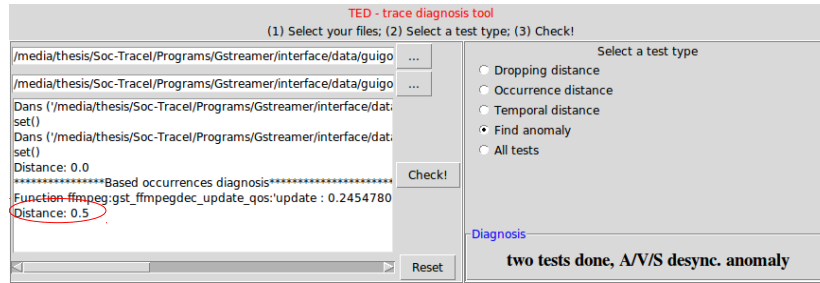 TED - trace diagnosis tool
(1) Select your files; (2) Select a test type; (3) Check!
/media/thesis/Soc-TraceI/Programs/Gstreamer/interface/data/guigo
...
/media/thesis/Soc-TraceI/Programs/Gstreamer/interface/data/guigo
...
Dans ('/media/thesis/Soc-TraceI/Programs/Gstreamer/interface/data
set()
Dans ('/media/thesis/Soc-TraceI/Programs/Gstreamer/interface/data
set()
Distance: 0.0
****************Based occurrences diagnosis**********************
Function ffmpeg:gst_ffmpegdec_update_qos:'update : 0.2454780
Distance: 0.5
Check!
Reset
Select a test type
Dropping distance
Occurrence distance
Temporal distance
Find anomaly
All tests
Diagnosis
two tests done, A/V/S desync. anomaly